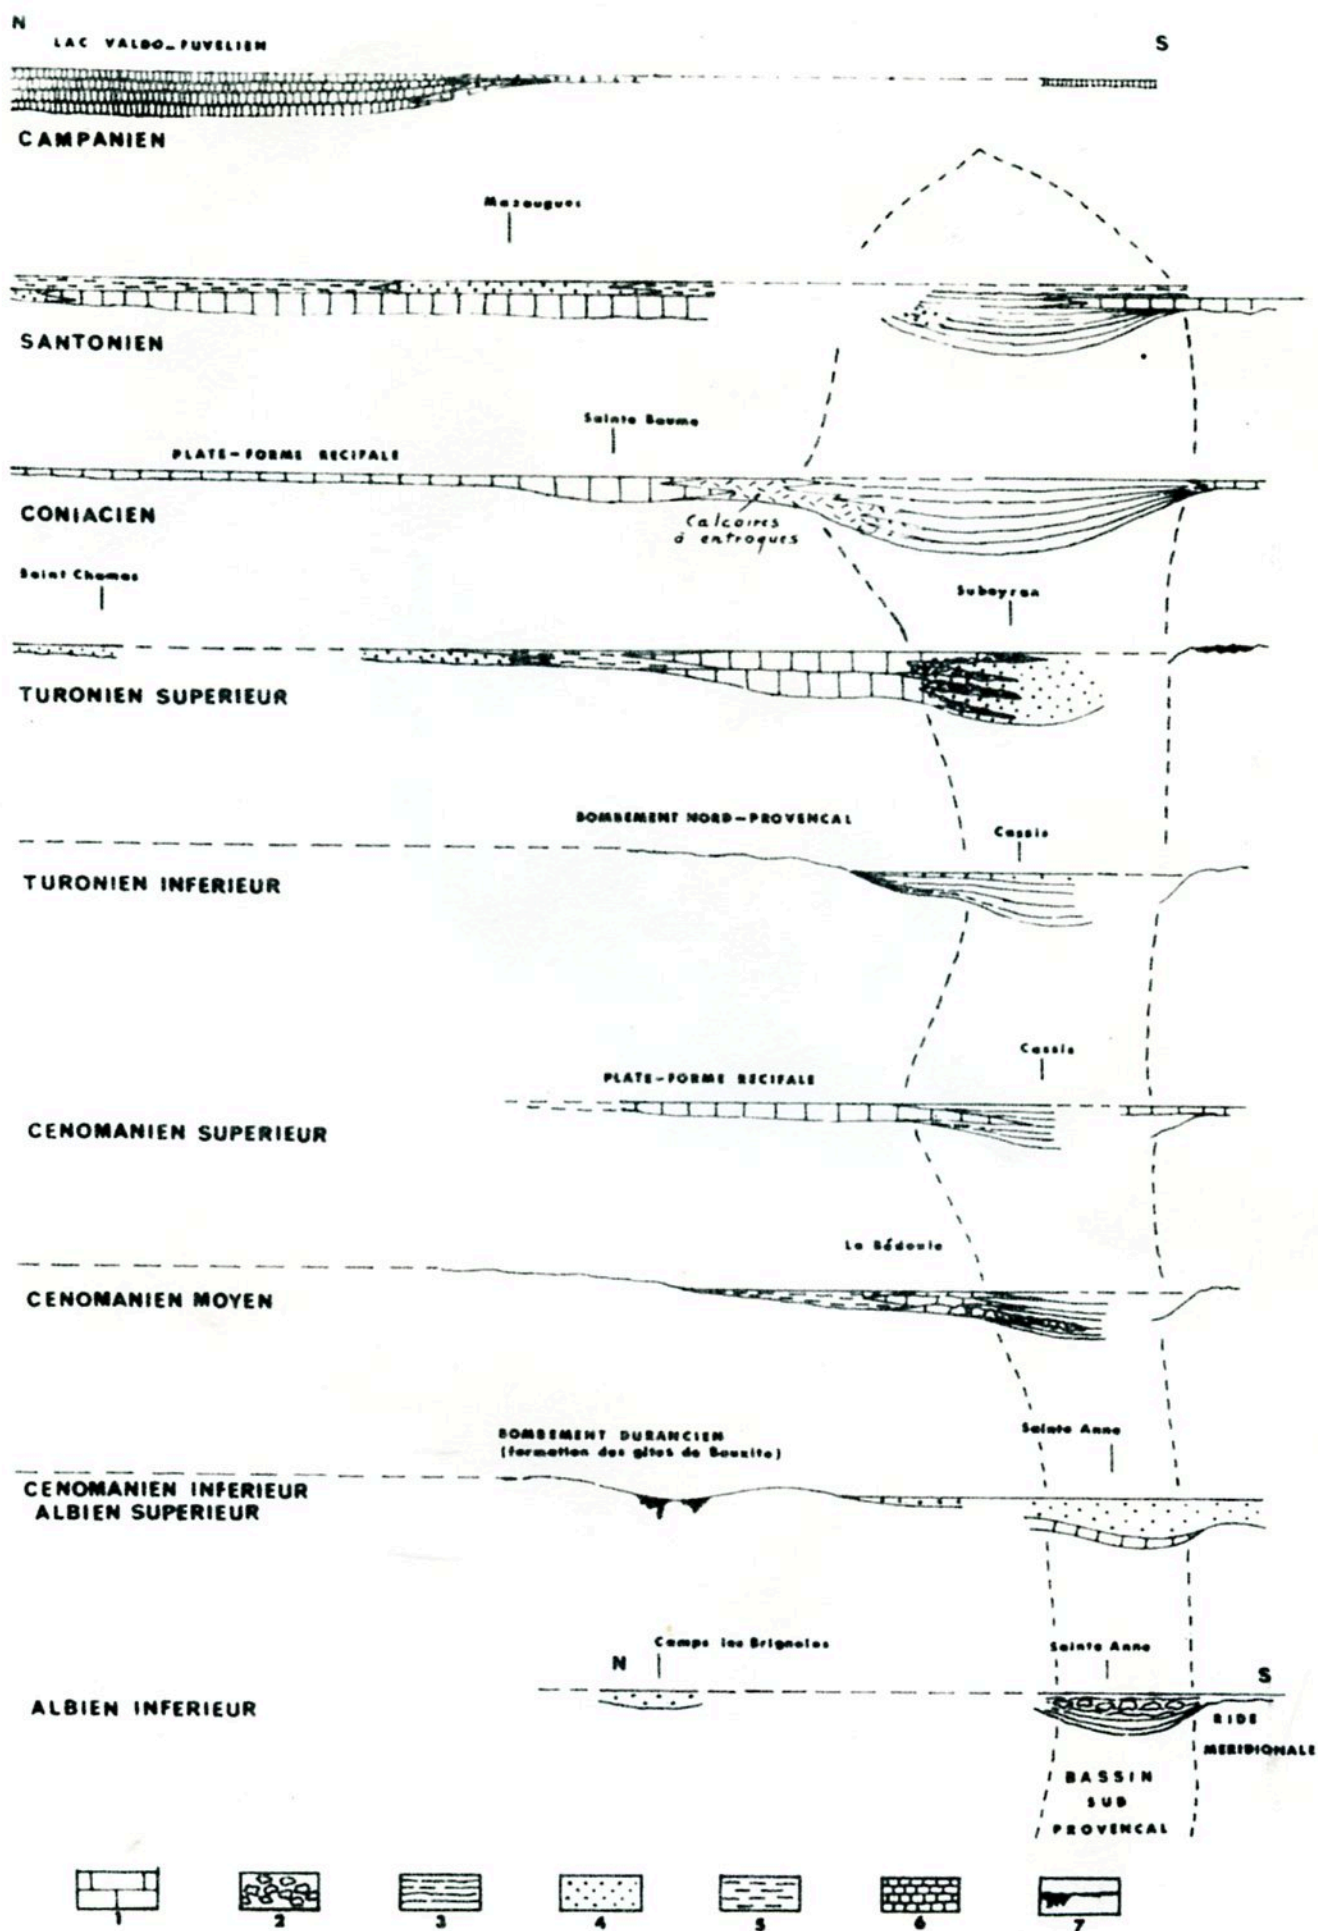 N
LAC VALDO-FUVELIEN
S
CAMPANIEN
Mazaugues
SANTONIEN
Sainte Baume
PLATE-FORME RECIFALE
CONIACIEN
Calcaires
à entroques
Saint Chamas
Subeyran
TURONIEN SUPERIEUR
BOMBEMENT NORD-PROVENCAL
Cassis
TURONIEN INFERIEUR
Cassis
PLATE-FORME RECIFALE
CENOMANIEN SUPERIEUR
La Bédoule
CENOMANIEN MOYEN
BOMBEMENT DURANCIEN
(formation des gîtes de Bauxite)
Sainte Anne
CENOMANIEN INFERIEUR
ALBIEN SUPERIEUR
N
Camps les Brignoles
Sainte Anne
S
ALBIEN INFERIEUR
RIDE
MERIDIONALE
BASSIN
SUD
PROVENCAL
1 2 3 4 5 6 7